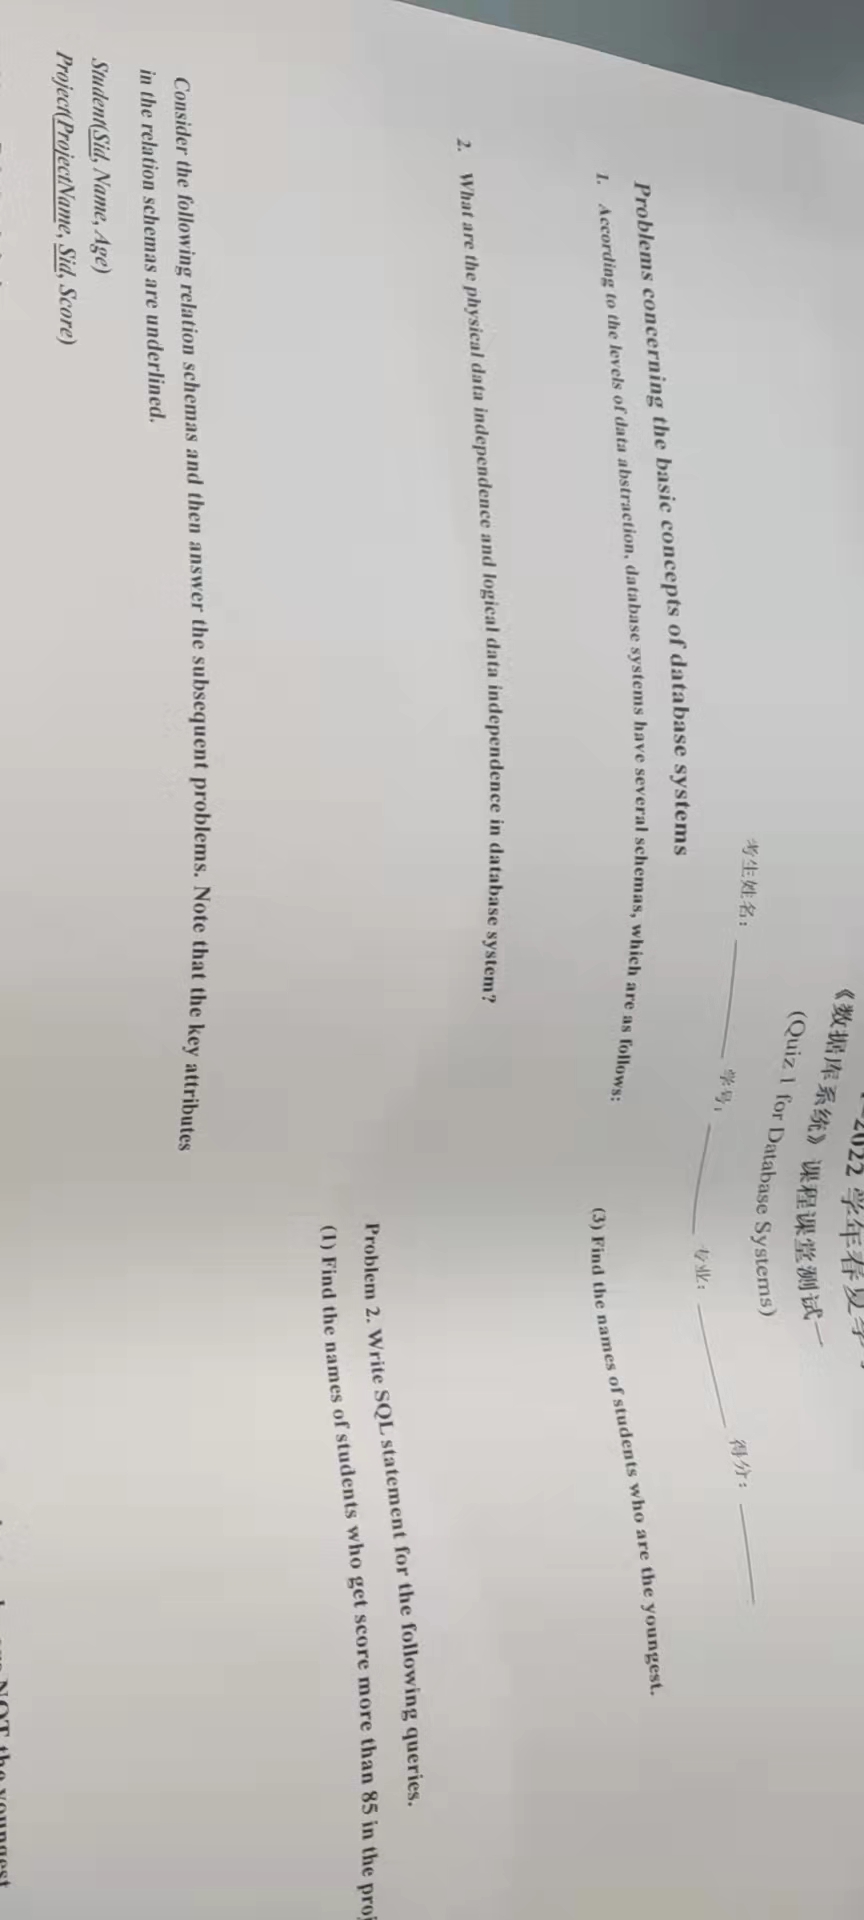 -2022 学年春夏学
《数据库系统》课程课堂测试一
(Quiz 1 for Database Systems)
考生姓名: 学号: 专业: 得分:
Problems concerning the basic concepts of database systems
1. According to the levels of data abstraction, database systems have several schemas, which are as follows:
2. What are the physical data independence and logical data independence in database system?
Consider the following relation schemas and then answer the subsequent problems. Note that the key attributes
in the relation schemas are underlined.
Student(Sid, Name, Age)
Project(ProjectName, Sid, Score)
(3) Find the names of students who are the youngest.
Problem 2. Write SQL statement for the following queries.
(1) Find the names of students who get score more than 85 in the proj
NOT the youngest